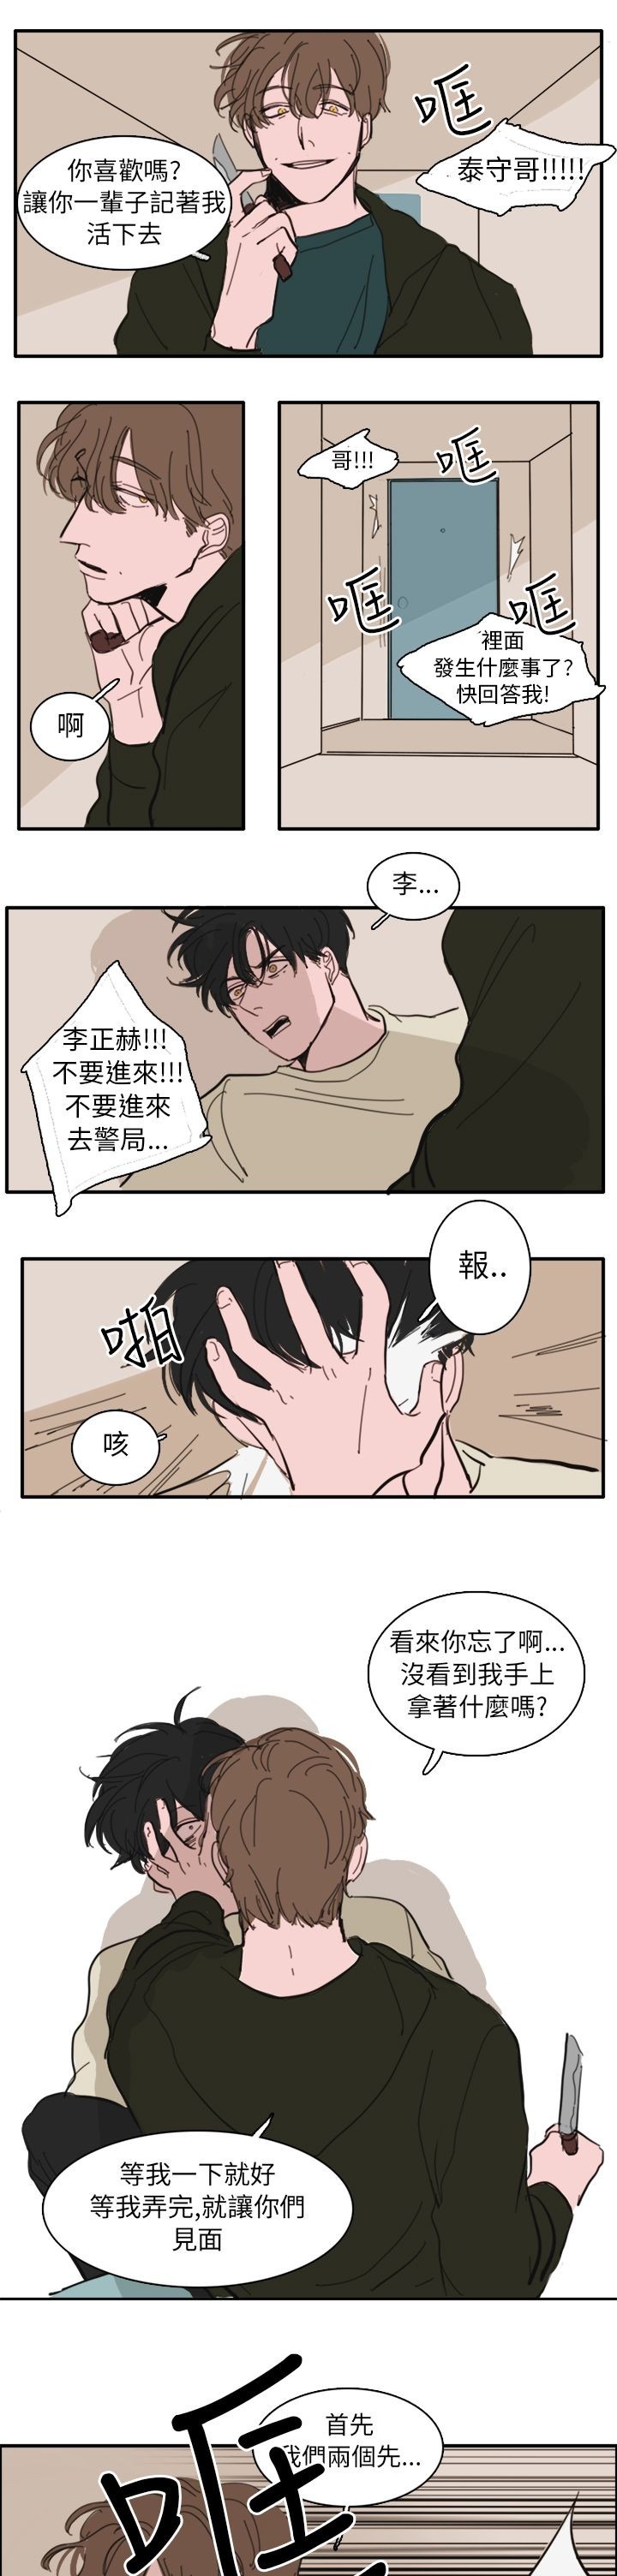 哐
泰守哥!!!!!
你喜歡嗎?
讓你一輩子記著我
活下去
啊
哥!!!
哐
哐
哐
裡面
發生什麼事了?
快回答我!
李...
李正赫!!!
不要進來!!!
不要進來
去警局...
報..
啪
咳
看來你忘了啊...
沒看到我手上
拿著什麼嗎?
等我一下就好
等我弄完,就讓你們
見面
哐
首先
我們兩個先...